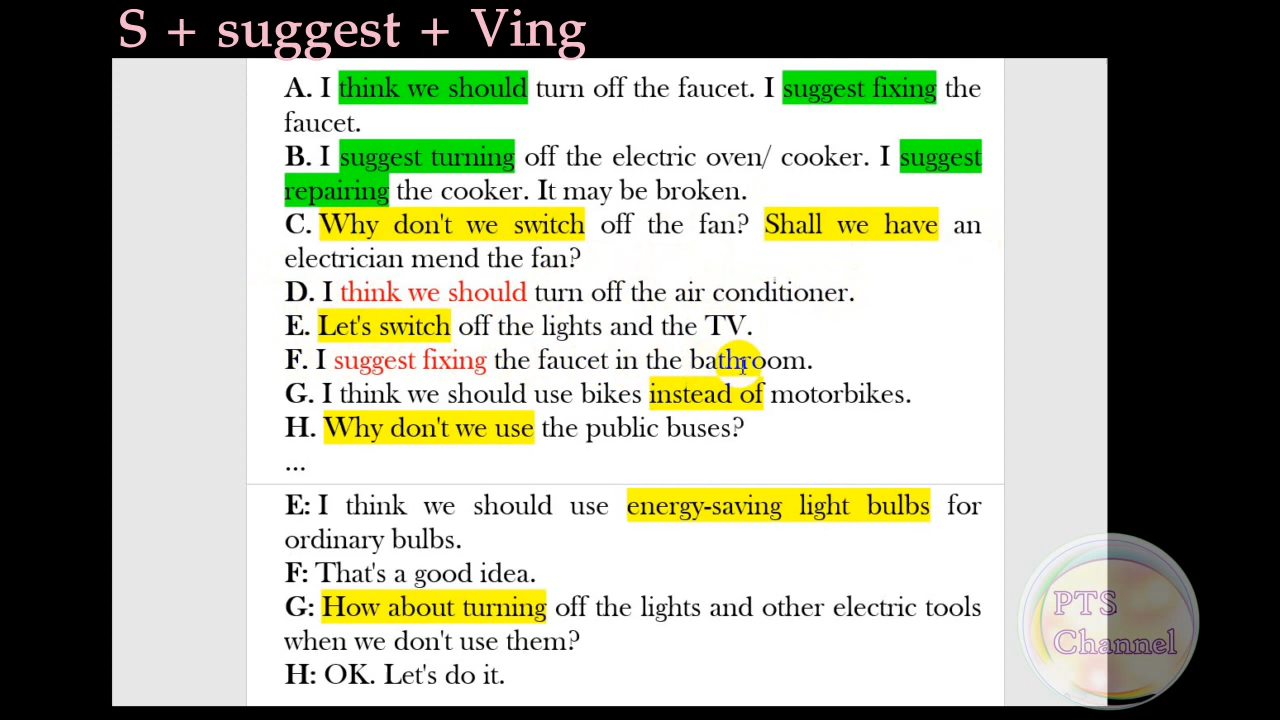 S + suggest + Ving
A. I think we should turn off the faucet. I suggest fixing the
faucet.
B. I suggest turning off the electric oven/ cooker. I suggest
repairing the cooker. It may be broken.
C. Why don't we switch off the fan? Shall we have an
electrician mend the fan?
D. I think we should turn off the air conditioner.
E. Let's switch off the lights and the TV.
F. I suggest fixing the faucet in the bathroom.
G. I think we should use bikes instead of motorbikes.
H. Why don't we use the public buses?
...
E: I think we should use energy-saving light bulbs for
ordinary bulbs.
F: That's a good idea.
G: How about turning off the lights and other electric tools
when we don't use them?
H: OK. Let's do it.
PTS
Channel